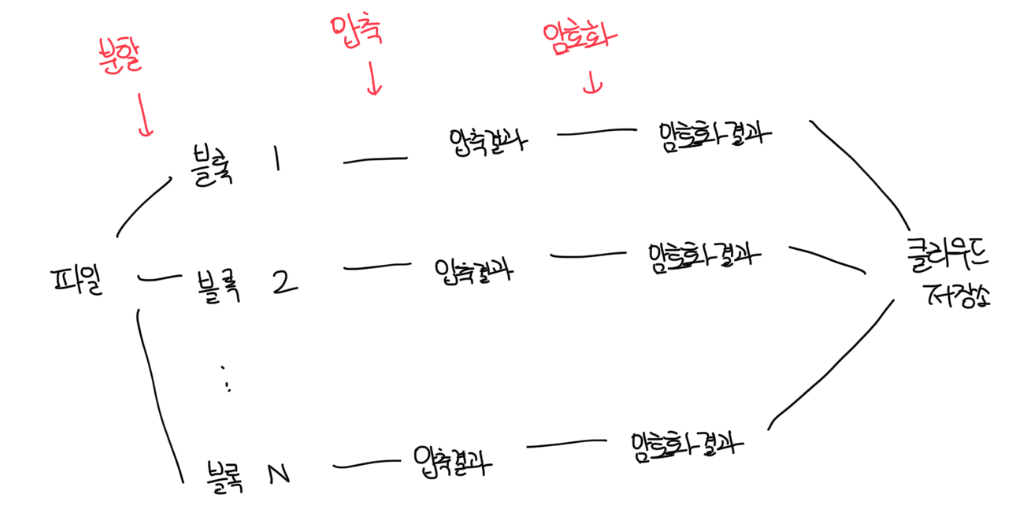 분할
압축
암호화
블록 1
압축결과
암호화결과
파일
블록 2
압축결과
암호화결과
클라우드
저장소
⋮
블록 N
압축결과
암호화결과